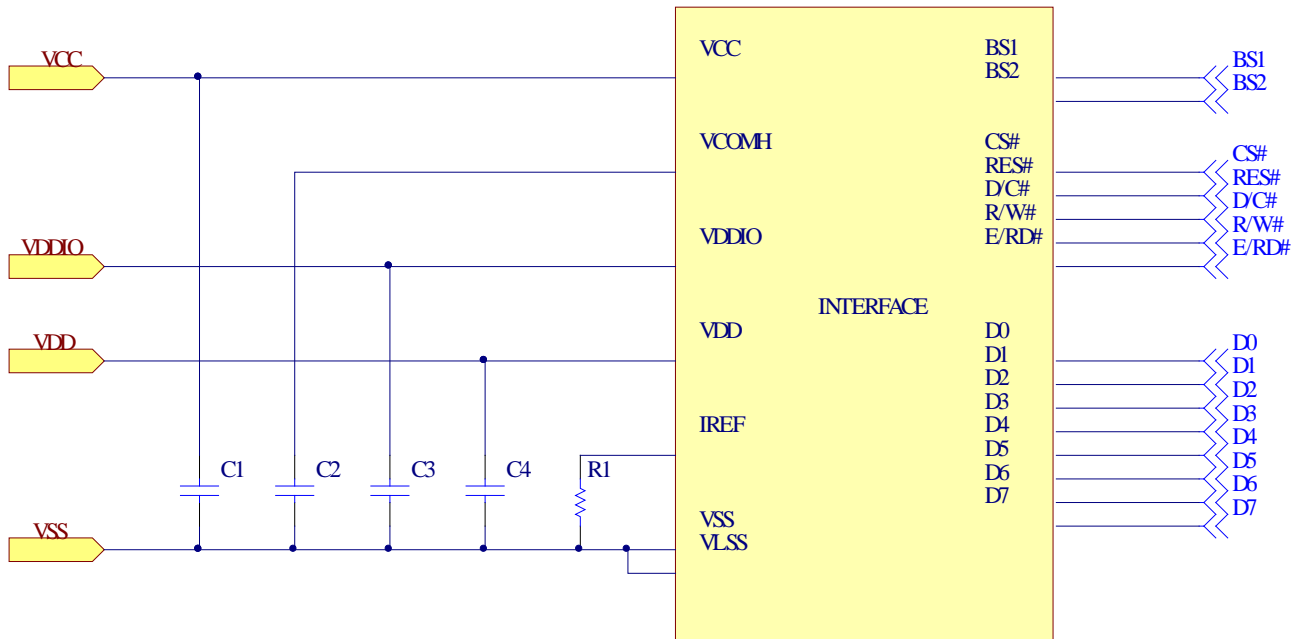 VCC
VDDIO
VDD
VSS
C1
C2
C3
C4
R1
VCC
VCOMH
VDDIO
VDD
IREF
VSS
VLSS
INTERFACE
BS1
BS2
CS#
RES#
D/C#
R/W#
E/RD#
D0
D1
D2
D3
D4
D5
D6
D7
BS1
BS2
CS#
RES#
D/C#
R/W#
E/RD#
D0
D1
D2
D3
D4
D5
D6
D7